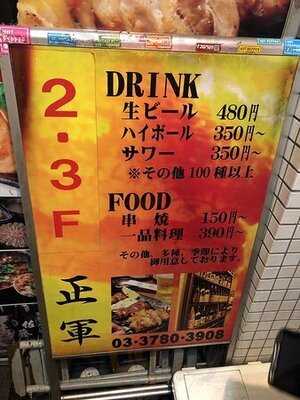 2・3F
DRINK
生ビール 480円
ハイボール 350円～
サワー 350円～
※その他100種以上
FOOD
串焼 150円～
一品料理 390円～
その他、多種、季節により
御用意しております。
正軍
03-3780-3908